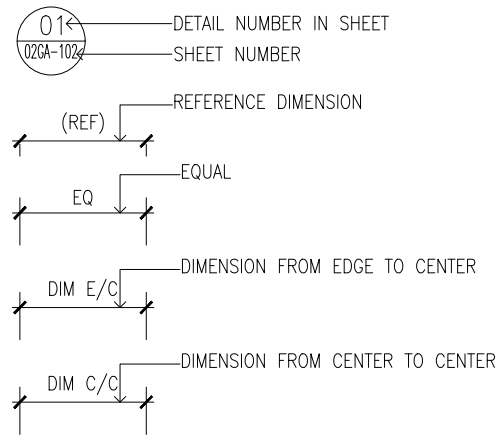 01 DETAIL NUMBER IN SHEET
02GA-102 SHEET NUMBER
REFERENCE DIMENSION
(REF)
EQUAL
EQ
DIMENSION FROM EDGE TO CENTER
DIM E/C
DIMENSION FROM CENTER TO CENTER
DIM C/C